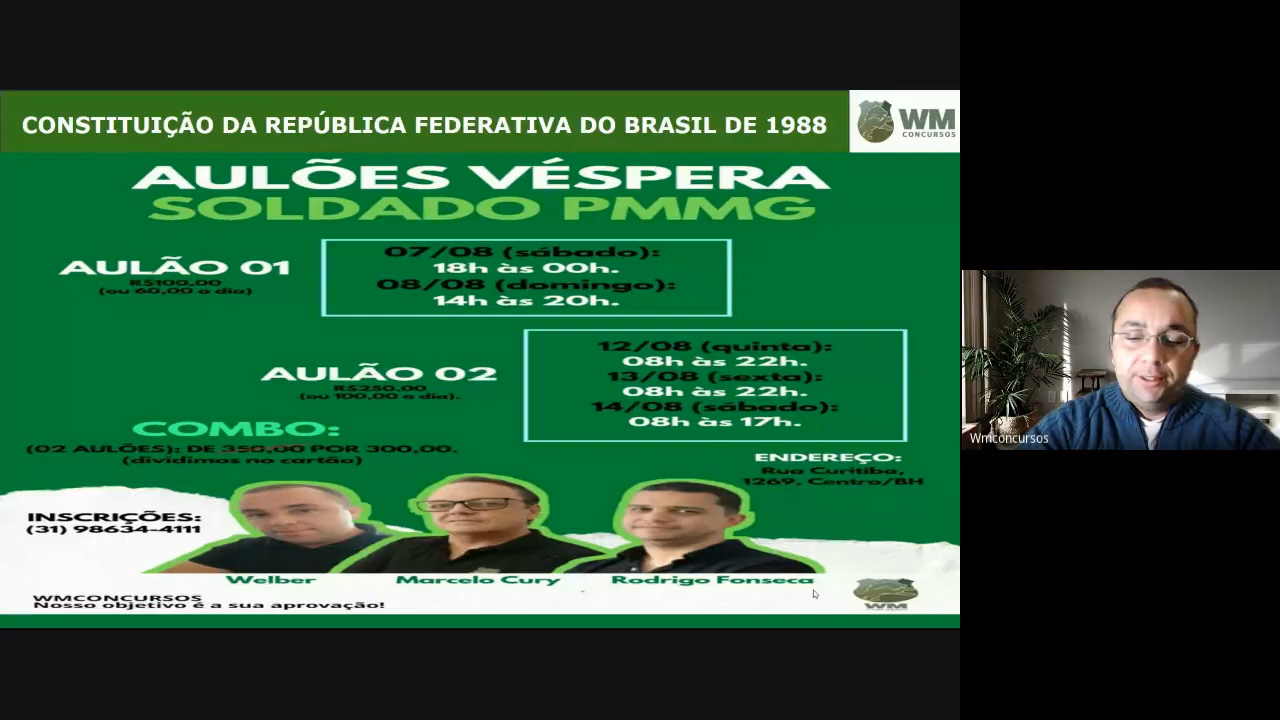 CONSTITUIÇÃO DA REPÚBLICA FEDERATIVA DO BRASIL DE 1988
WM
CONCURSOS
AULÕES VÉSPERA
SOLDADO PMMG
AULÃO 01
R$100,00
(ou 60,00 o dia)
07/08 (sábado):
18h às 00h.
08/08 (domingo):
14h às 20h.
AULÃO 02
R$250,00
(ou 100,00 o dia).
12/08 (quinta):
08h às 22h.
13/08 (sexta):
08h às 22h.
14/08 (sábado):
08h às 17h.
COMBO:
(02 AULÕES): DE 350,00 POR 300,00.
(dividimos no cartão)
ENDEREÇO:
Rua Curitiba,
1269, Centro/BH
INSCRIÇÕES:
(31) 98634-4111
Welber
Marcelo Cury
Rodrigo Fonseca
WMCONCURSOS
Nosso objetivo é a sua aprovação!
WM
Wmconcursos